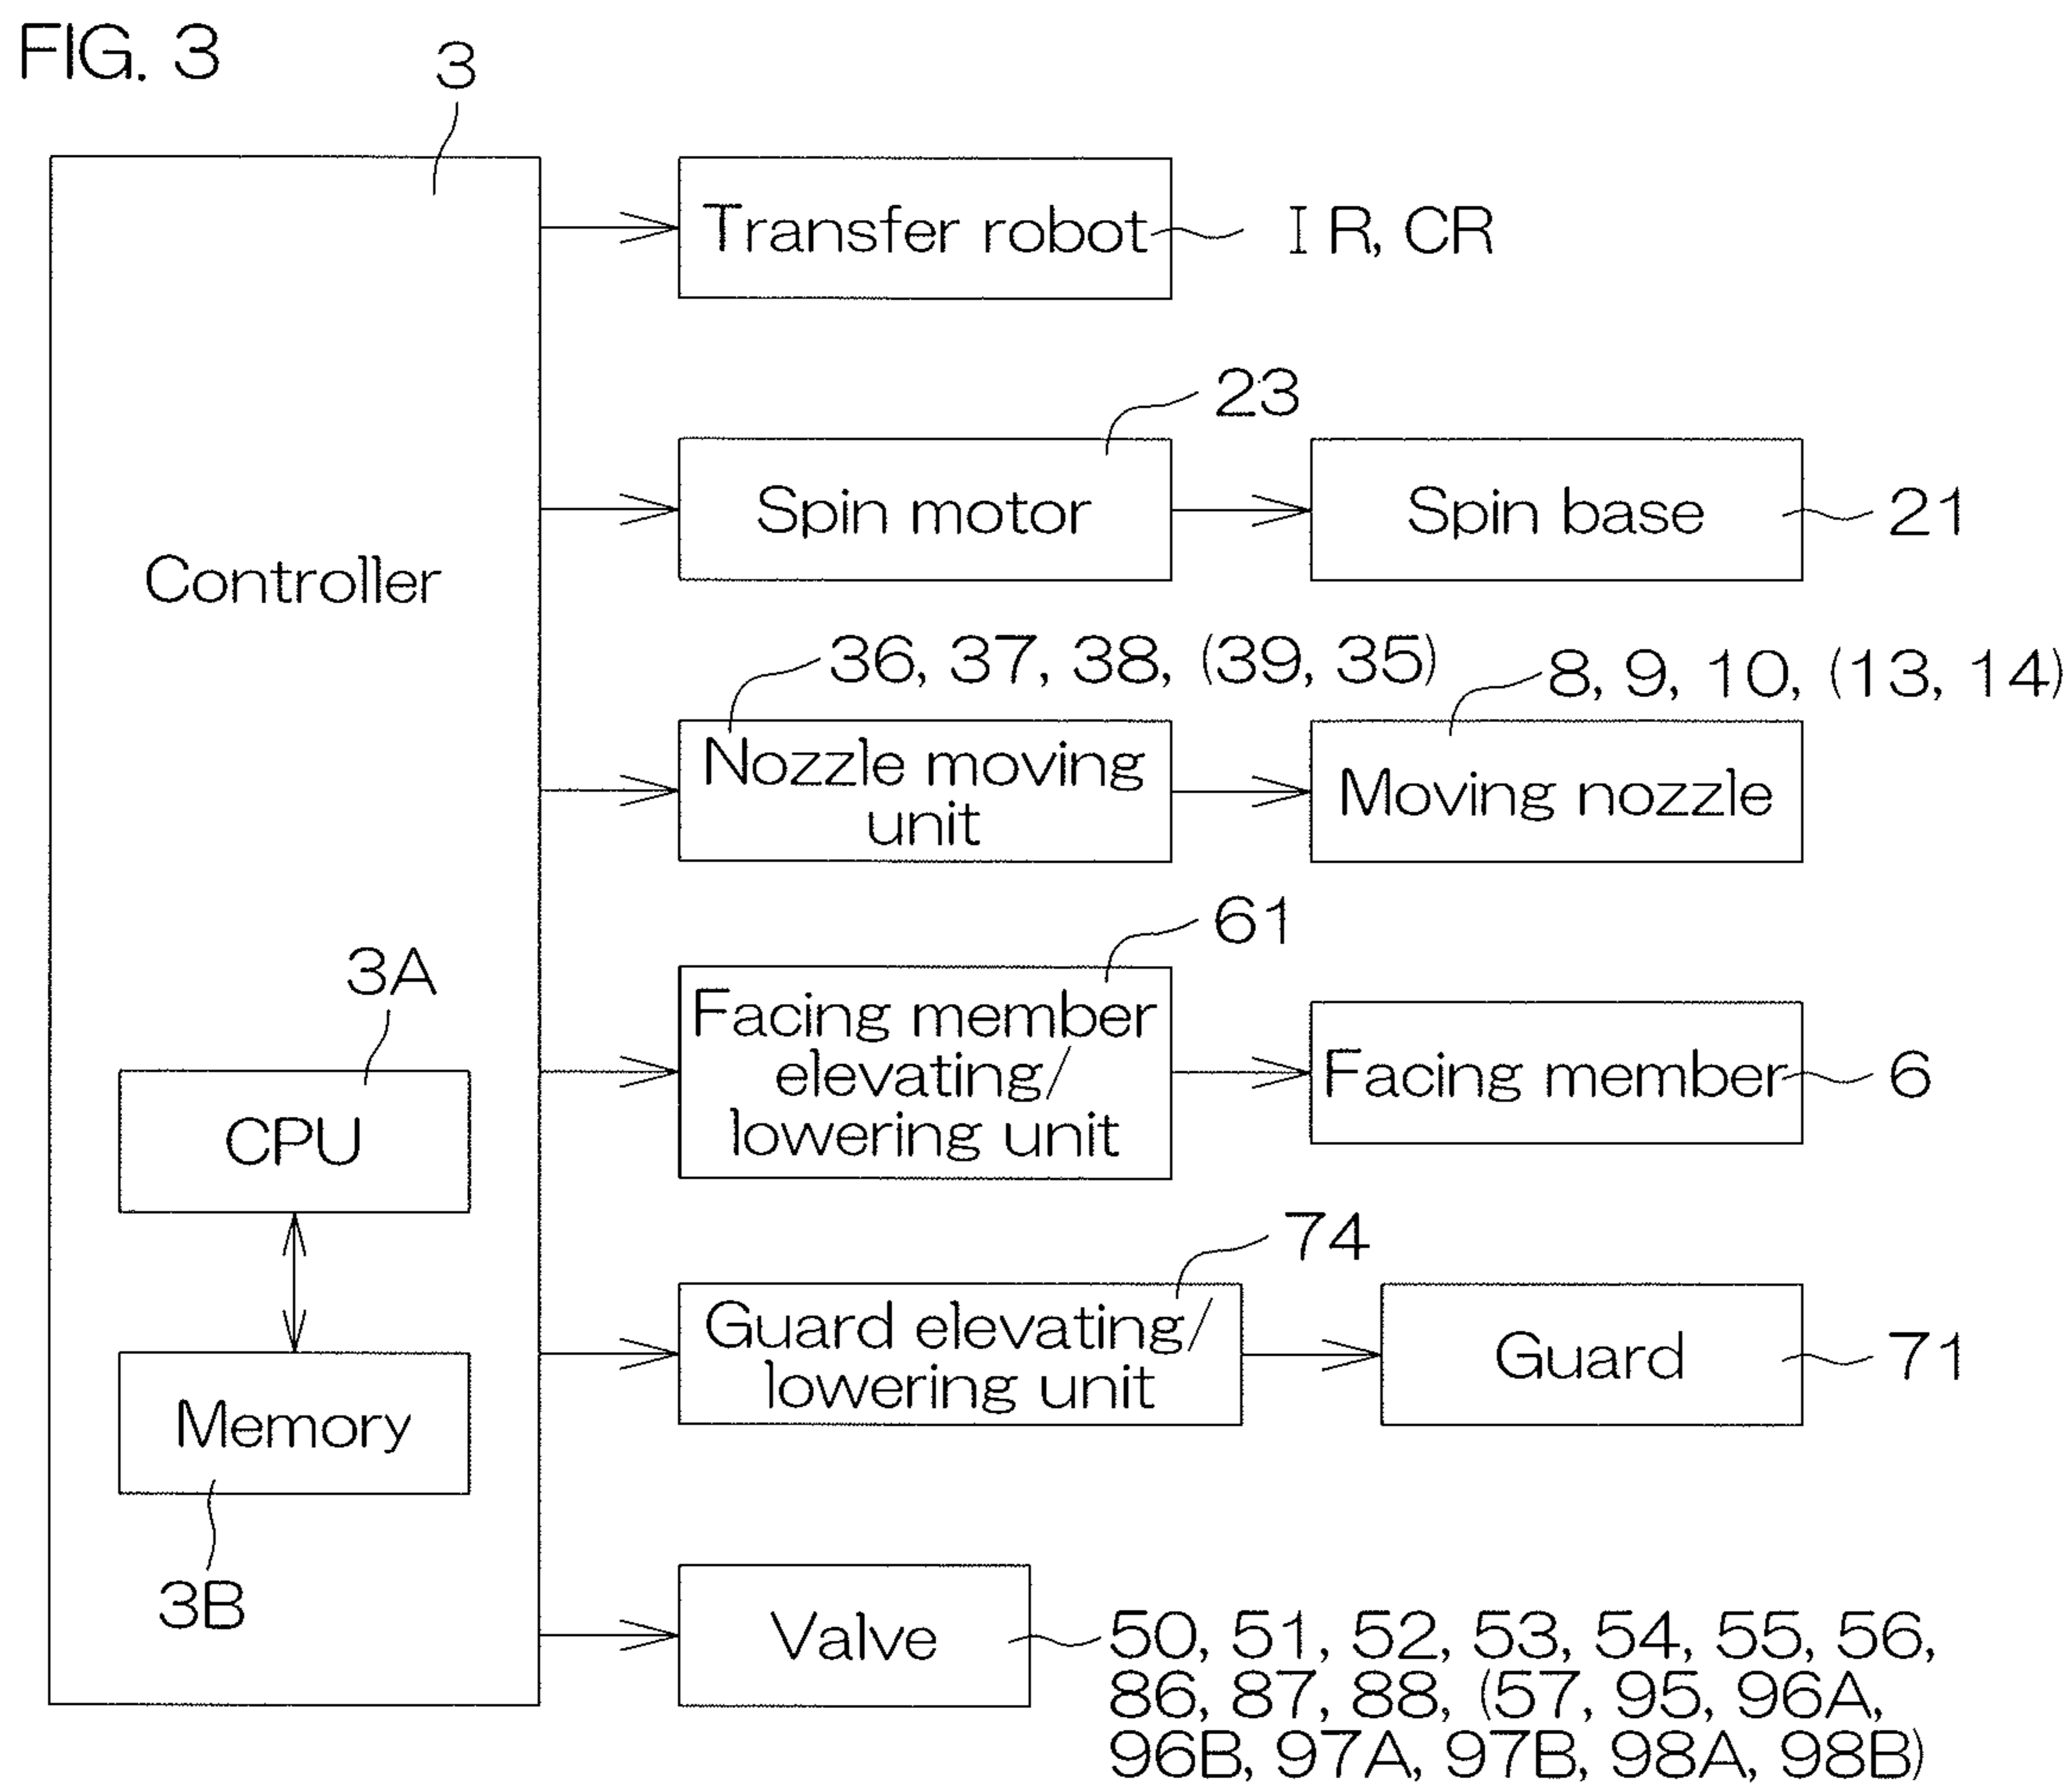 FIG. 3
3
Controller
3A
CPU
Memory
3B
Transfer robot
IR, CR
23
Spin motor
Spin base
21
36, 37, 38, (39, 35)
Nozzle moving
unit
8, 9, 10, (13, 14)
Moving nozzle
61
Facing member
elevating/
lowering unit
Facing member
6
74
Guard elevating/
lowering unit
Guard
71
Valve
50, 51, 52, 53, 54, 55, 56,
86, 87, 88, (57, 95, 96A,
96B, 97A, 97B, 98A, 98B)